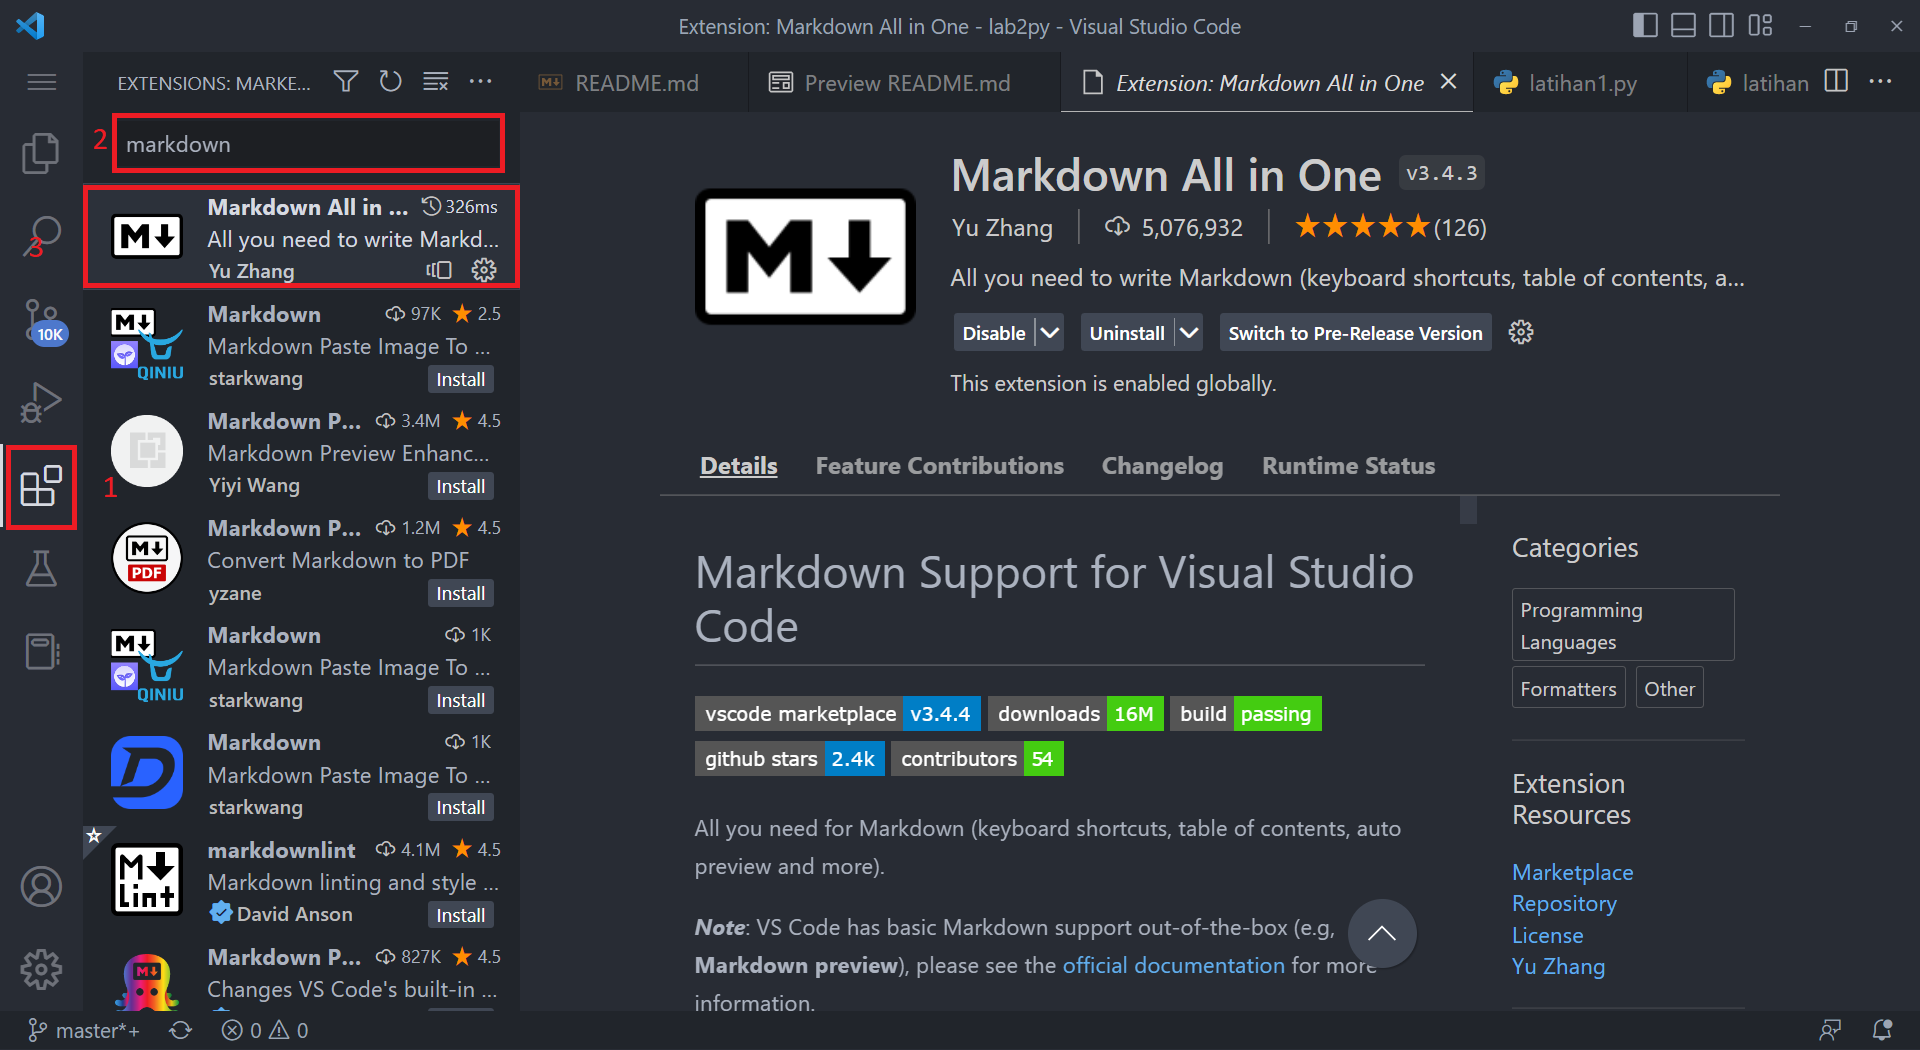 Extension: Markdown All in One - lab2py - Visual Studio Code
EXTENSIONS: MARKE...
README.md
Preview README.md
Extension: Markdown All in One
latihan1.py
latihan
2
markdown
Markdown All in ... 326ms
All you need to write Markd...
Yu Zhang
3
10K
1
Markdown 97K 2.5
Markdown Paste Image To ...
starkwang Install
QINIU
Markdown P... 3.4M 4.5
Markdown Preview Enhanc...
Yiyi Wang Install
Markdown P... 1.2M 4.5
Convert Markdown to PDF
yzane Install
M PDF
Markdown 1K
Markdown Paste Image To ...
starkwang Install
QINIU
Markdown 1K
Markdown Paste Image To ...
starkwang Install
markdownlint 4.1M 4.5
Markdown linting and style ...
David Anson Install
M Lint
Markdown P... 827K 4.5
Changes VS Code's built-in ...
M
Markdown All in One v3.4.3
Yu Zhang 5,076,932 (126)
All you need to write Markdown (keyboard shortcuts, table of contents, a...
Disable Uninstall Switch to Pre-Release Version
This extension is enabled globally.
Details Feature Contributions Changelog Runtime Status
Markdown Support for Visual Studio
Code
vscode marketplace v3.4.4 downloads 16M build passing
github stars 2.4k contributors 54
All you need for Markdown (keyboard shortcuts, table of contents, auto
preview and more).
Note: VS Code has basic Markdown support out-of-the-box (e.g,
Markdown preview), please see the official documentation for more
information.
Categories
Programming
Languages
Formatters Other
Extension
Resources
Marketplace
Repository
License
Yu Zhang
master*+ 0 0